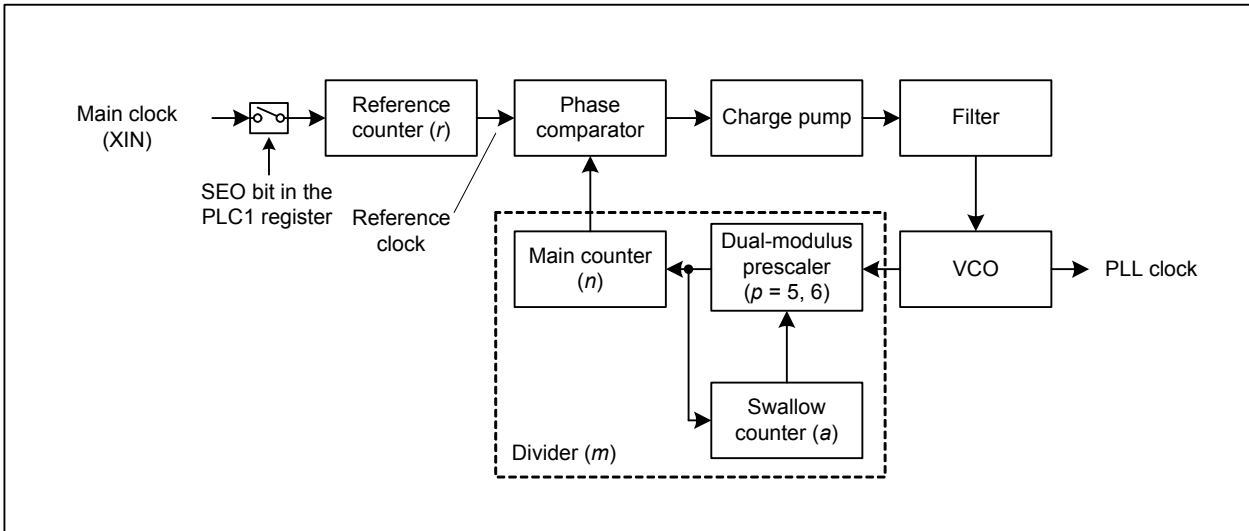 Main clock
(XIN)
Reference
counter (r)
Phase
comparator
Charge pump
Filter
SEO bit in the
PLC1 register
Reference
clock
Main counter
(n)
Dual-modulus
prescaler
(p = 5, 6)
VCO
PLL clock
Swallow
counter (a)
Divider (m)